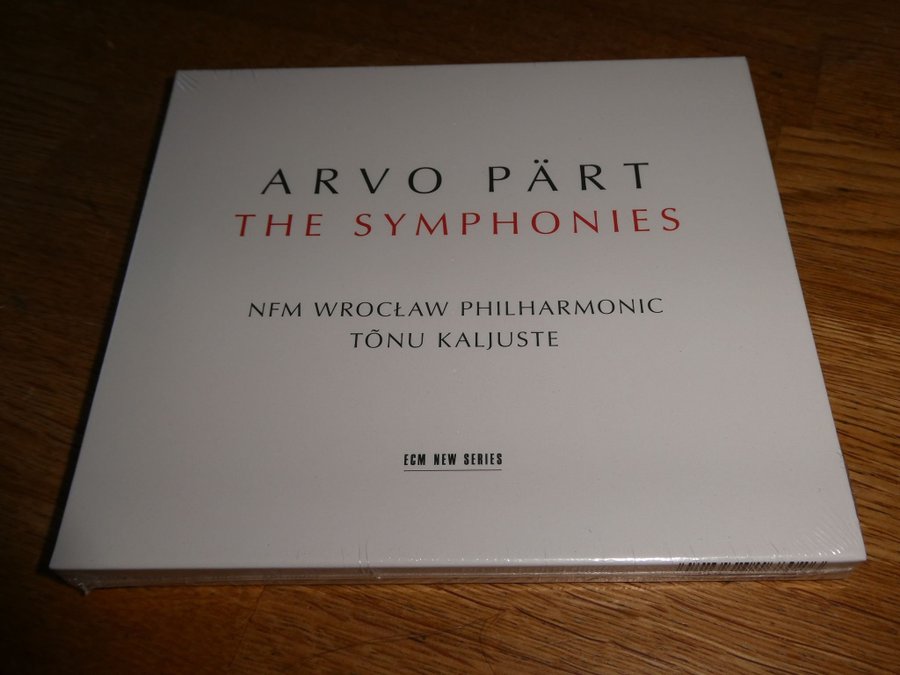 ARVO PÄRT
THE SYMPHONIES
NFM WROCŁAW PHILHARMONIC
TÕNU KALJUSTE
ECM NEW SERIES